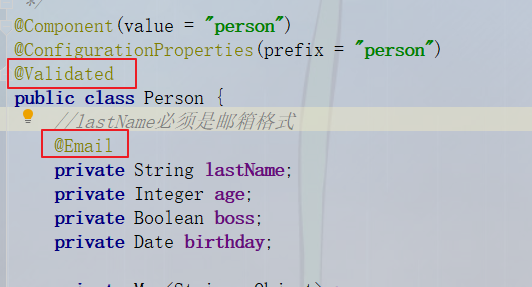 */
@Component(value = "person")
@ConfigurationProperties(prefix = "person")
@Validated
public class Person {
//lastName必须是邮箱格式
@Email
private String lastName;
private Integer age;
private Boolean boss;
private Date birthday;